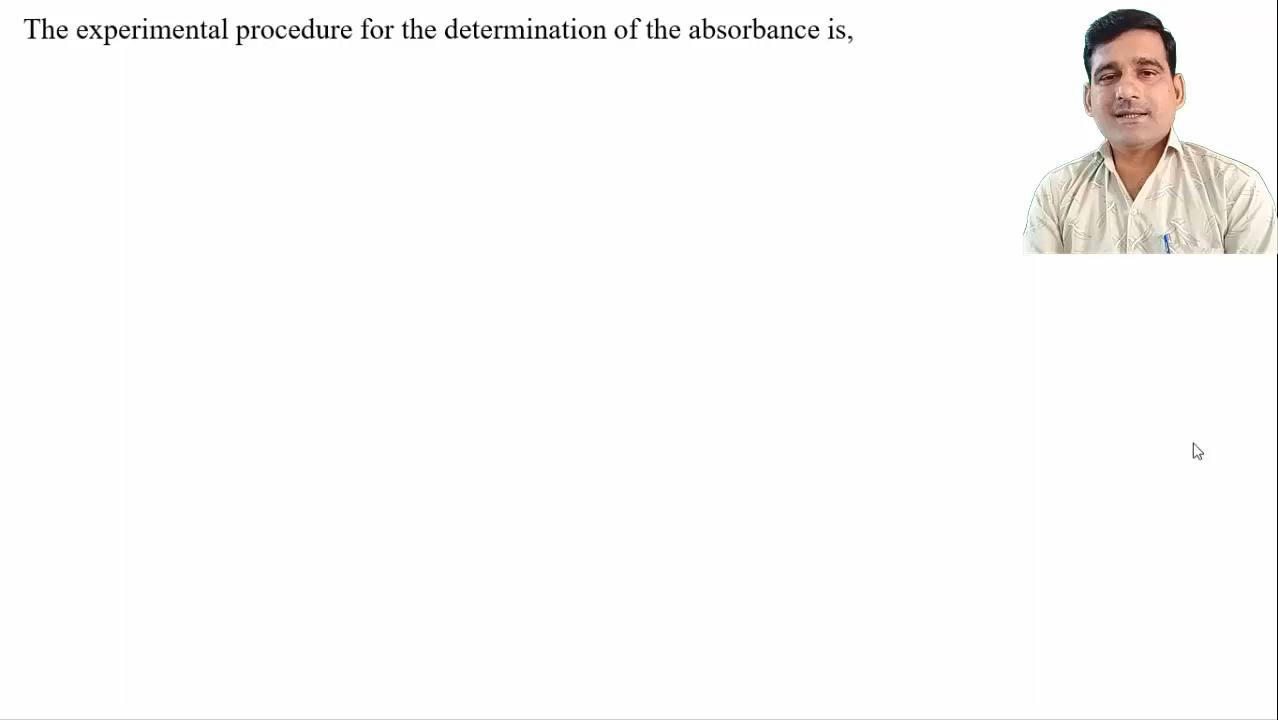 The experimental procedure for the determination of the absorbance is,